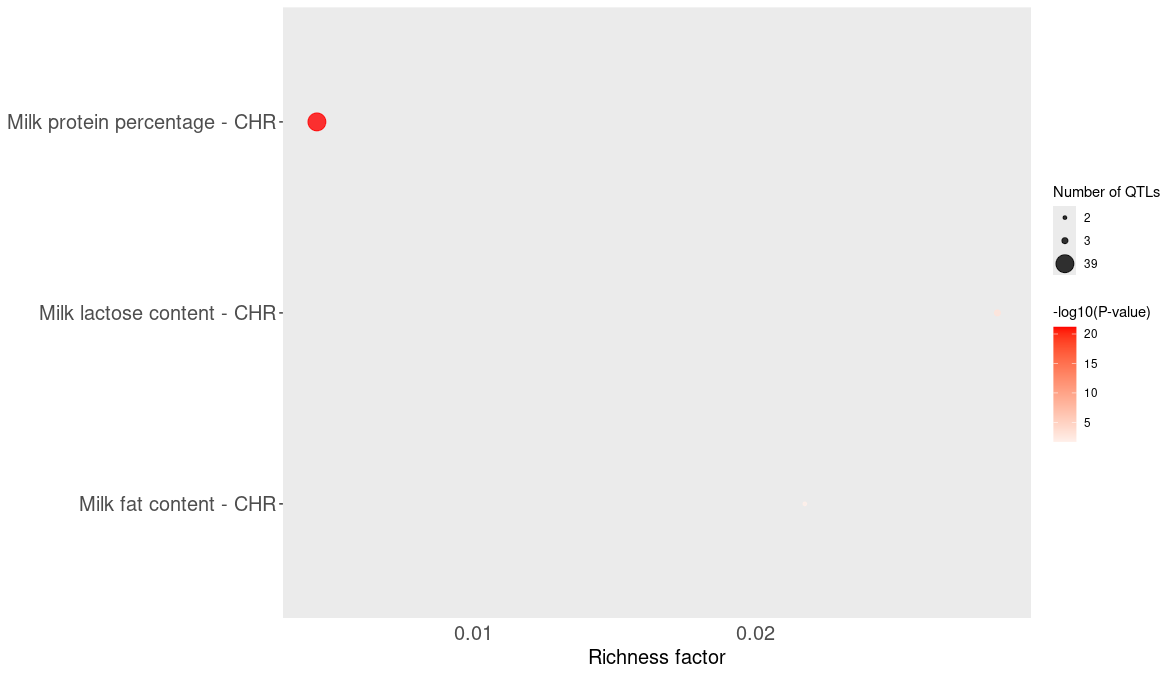 Milk protein percentage - CHR
Milk lactose content - CHR
Milk fat content - CHR
0.01
0.02
Richness factor
Number of QTLs
2
3
39
-log10(P-value)
20
15
10
5